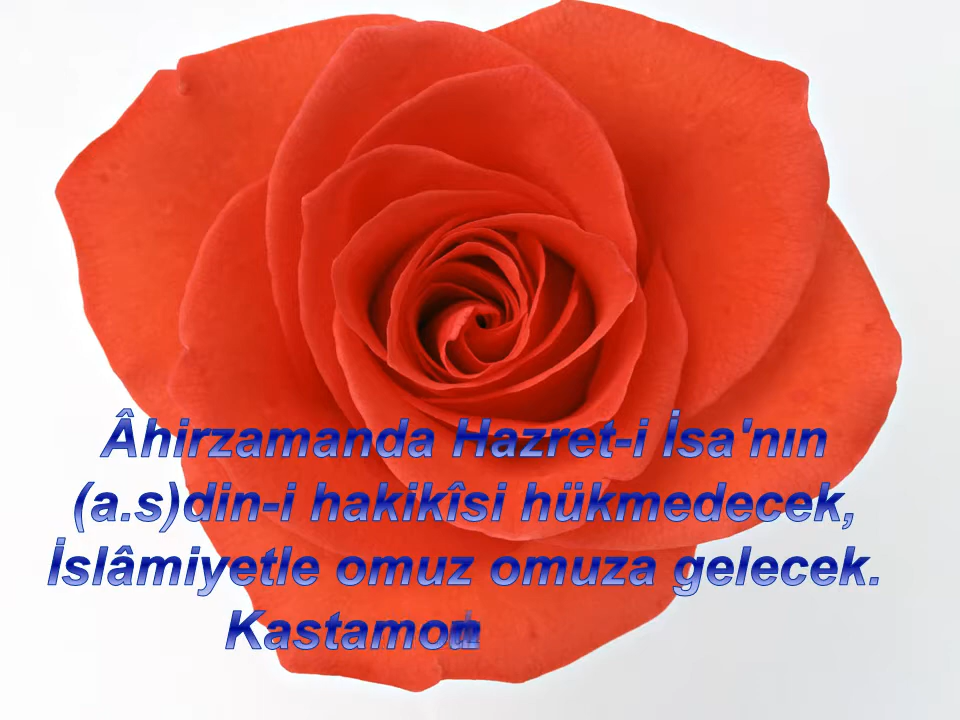 Âhirzamanda Hazret-i İsa'nın
(a.s)din-i hakikîsi hükmedecek,
İslâmiyetle omuz omuza gelecek.